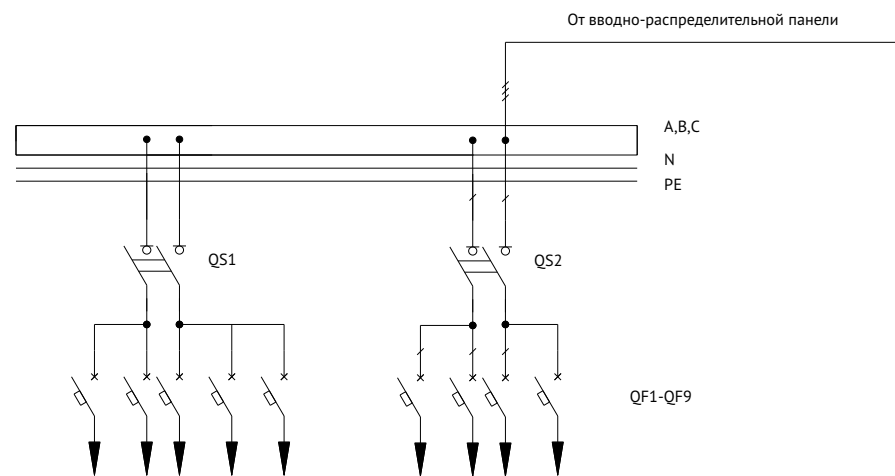 От вводно-распределительной панели
A,B,C
N
PE
QS1
QS2
QF1-QF9